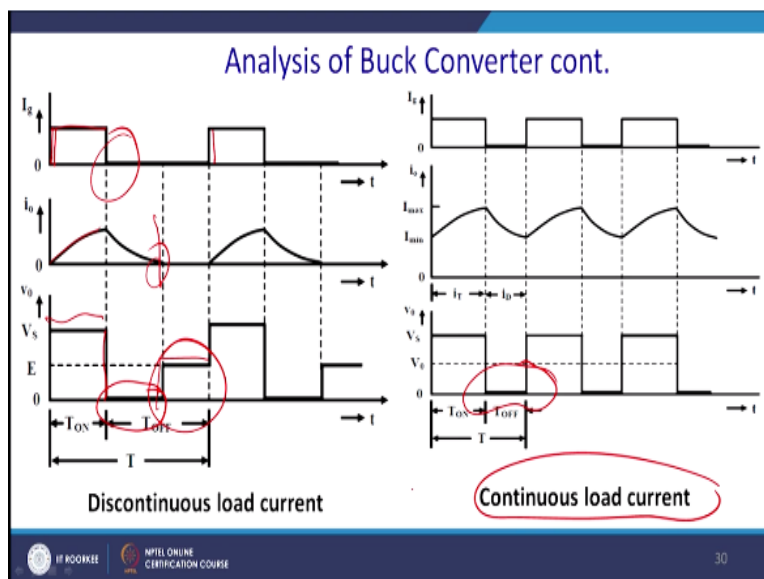 Analysis of Buck Converter cont.
Ig
0
t
io
0
t
v0
VS
E
0
t
TON
TOFF
T
Discontinuous load current
Ig
0
t
io
Imax
Imin
0
t
iT
iD
v0
VS
V0
0
t
TON
TOFF
T
Continuous load current
IIT ROORKEE
NPTEL ONLINE
CERTIFICATION COURSE
30